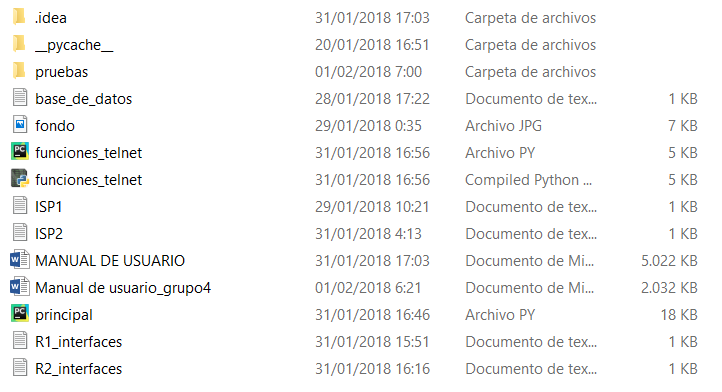 .idea 31/01/2018 17:03 Carpeta de archivos
__pycache__ 20/01/2018 16:51 Carpeta de archivos
pruebas 01/02/2018 7:00 Carpeta de archivos
base_de_datos 28/01/2018 17:22 Documento de tex... 1 KB
fondo 29/01/2018 0:35 Archivo JPG 7 KB
funciones_telnet 31/01/2018 16:56 Archivo PY 5 KB
funciones_telnet 31/01/2018 16:56 Compiled Python ... 5 KB
ISP1 29/01/2018 10:21 Documento de tex... 1 KB
ISP2 31/01/2018 4:13 Documento de tex... 1 KB
MANUAL DE USUARIO 31/01/2018 17:03 Documento de Mi... 5.022 KB
Manual de usuario_grupo4 01/02/2018 6:21 Documento de Mi... 2.032 KB
principal 31/01/2018 16:46 Archivo PY 18 KB
R1_interfaces 31/01/2018 15:51 Documento de tex... 1 KB
R2_interfaces 31/01/2018 16:16 Documento de tex... 1 KB